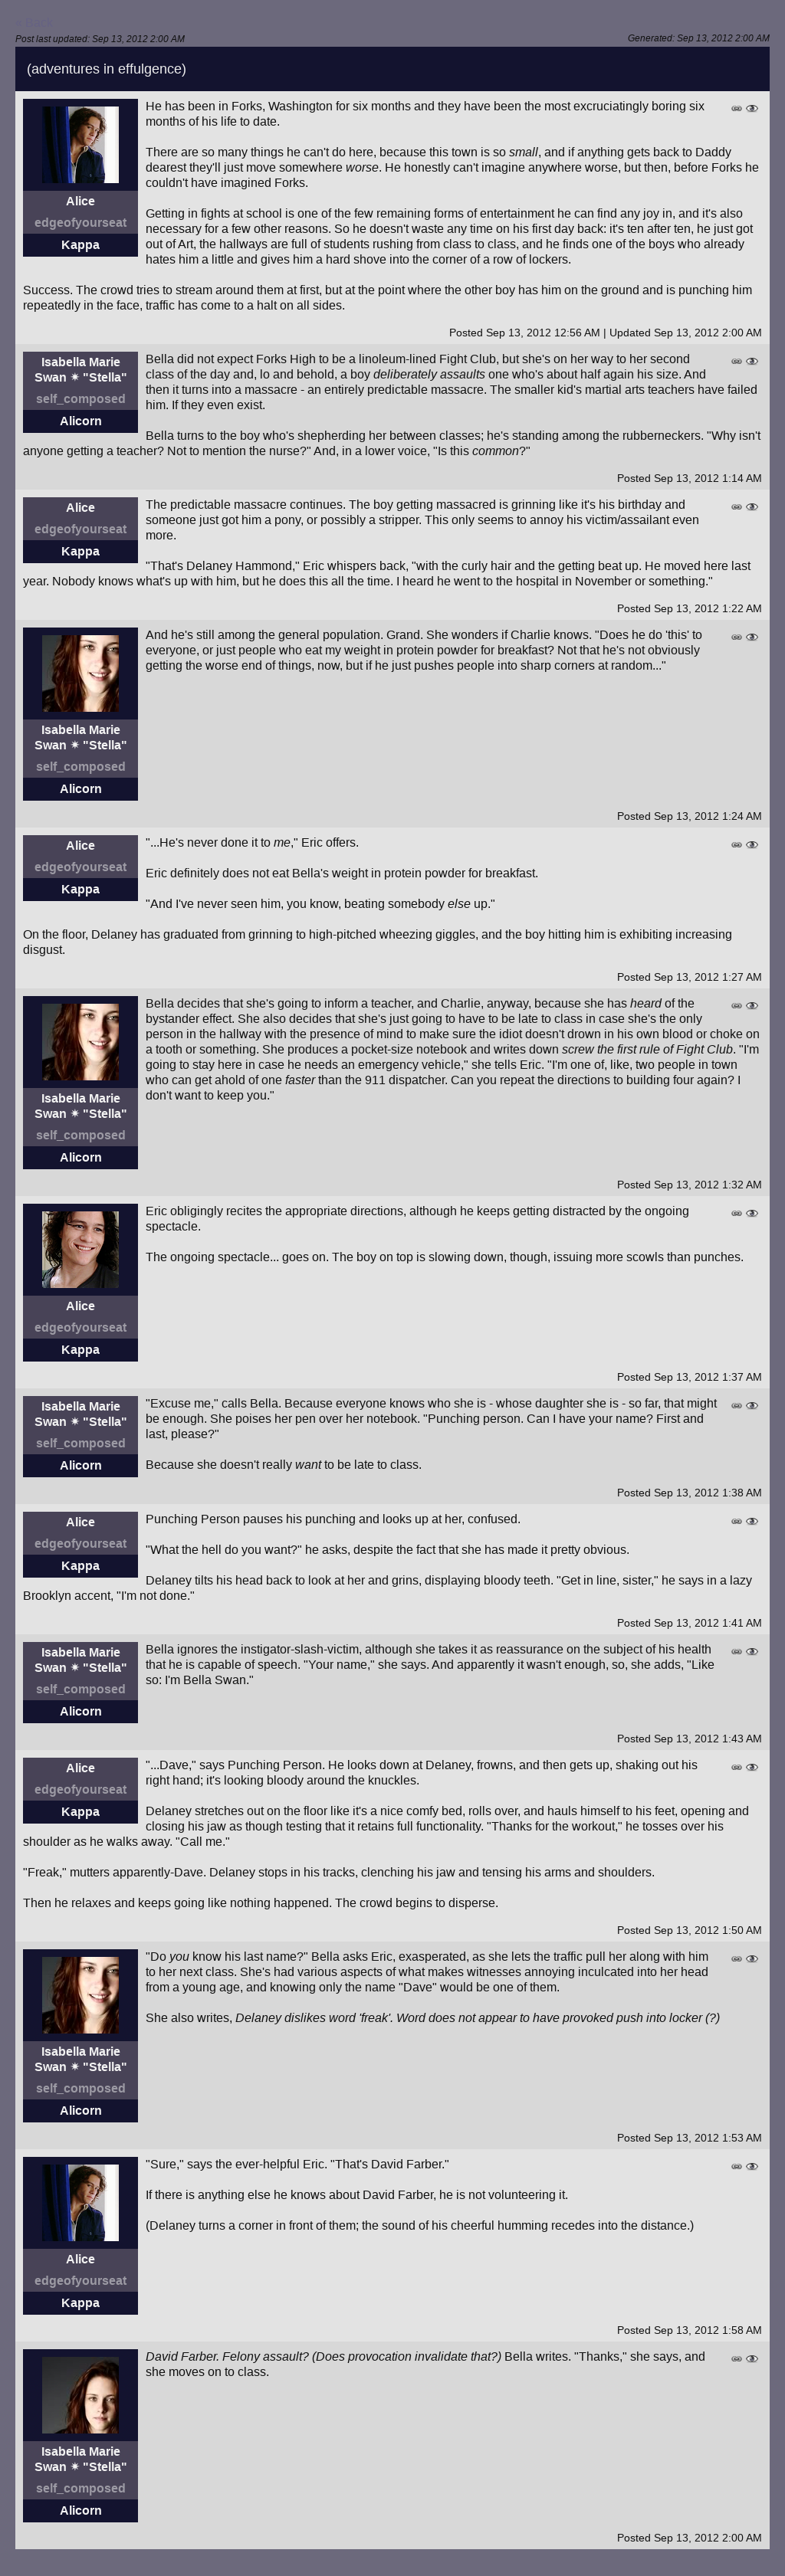 Post last updated: Sep 13, 2012 2:00 AM
Generated: Sep 13, 2012 2:00 AM
(adventures in effulgence)
Alice
edgeofyourseat
Kappa
He has been in Forks, Washington for six months and they have been the most excruciatingly boring six
months of his life to date.
There are so many things he can't do here, because this town is so small, and if anything gets back to Daddy
dearest they'll just move somewhere worse. He honestly can't imagine anywhere worse, but then, before Forks he
couldn't have imagined Forks.
Getting in fights at school is one of the few remaining forms of entertainment he can find any joy in, and it's also
necessary for a few other reasons. So he doesn't waste any time on his first day back: it's ten after ten, he just got
out of Art, the hallways are full of students rushing from class to class, and he finds one of the boys who already
hates him a little and gives him a hard shove into the corner of a row of lockers.
Success. The crowd tries to stream around them at first, but at the point where the other boy has him on the ground and is punching him
repeatedly in the face, traffic has come to a halt on all sides.
Posted Sep 13, 2012 12:56 AM | Updated Sep 13, 2012 2:00 AM
Isabella Marie
Swan ✴ "Stella"
self_composed
Alicorn
Bella did not expect Forks High to be a linoleum-lined Fight Club, but she's on her way to her second
class of the day and, lo and behold, a boy deliberately assaults one who's about half again his size. And
then it turns into a massacre - an entirely predictable massacre. The smaller kid's martial arts teachers have failed
him. If they even exist.
Bella turns to the boy who's shepherding her between classes; he's standing among the rubberneckers. "Why isn't
anyone getting a teacher? Not to mention the nurse?" And, in a lower voice, "Is this common?"
Posted Sep 13, 2012 1:14 AM
Alice
edgeofyourseat
Kappa
The predictable massacre continues. The boy getting massacred is grinning like it's his birthday and
someone just got him a pony, or possibly a stripper. This only seems to annoy his victim/assailant even
more.
"That's Delaney Hammond," Eric whispers back, "with the curly hair and the getting beat up. He moved here last
year. Nobody knows what's up with him, but he does this all the time. I heard he went to the hospital in November or something."
Posted Sep 13, 2012 1:22 AM
Isabella Marie
Swan ✴ "Stella"
self_composed
Alicorn
And he's still among the general population. Grand. She wonders if Charlie knows. "Does he do 'this' to
everyone, or just people who eat my weight in protein powder for breakfast? Not that he's not obviously
getting the worse end of things, now, but if he just pushes people into sharp corners at random..."
Posted Sep 13, 2012 1:24 AM
Alice
edgeofyourseat
Kappa
"...He's never done it to me," Eric offers.
Eric definitely does not eat Bella's weight in protein powder for breakfast.
"And I've never seen him, you know, beating somebody else up."
On the floor, Delaney has graduated from grinning to high-pitched wheezing giggles, and the boy hitting him is exhibiting increasing
disgust.
Posted Sep 13, 2012 1:27 AM
Isabella Marie
Swan ✴ "Stella"
self_composed
Alicorn
Bella decides that she's going to inform a teacher, and Charlie, anyway, because she has heard of the
bystander effect. She also decides that she's just going to have to be late to class in case she's the only
person in the hallway with the presence of mind to make sure the idiot doesn't drown in his own blood or choke on
a tooth or something. She produces a pocket-size notebook and writes down screw the first rule of Fight Club. "I'm
going to stay here in case he needs an emergency vehicle," she tells Eric. "I'm one of, like, two people in town
who can get ahold of one faster than the 911 dispatcher. Can you repeat the directions to building four again? I
don't want to keep you."
Posted Sep 13, 2012 1:32 AM
Alice
edgeofyourseat
Kappa
Eric obligingly recites the appropriate directions, although he keeps getting distracted by the ongoing
spectacle.
The ongoing spectacle... goes on. The boy on top is slowing down, though, issuing more scowls than punches.
Posted Sep 13, 2012 1:37 AM
Isabella Marie
Swan ✴ "Stella"
self_composed
Alicorn
"Excuse me," calls Bella. Because everyone knows who she is - whose daughter she is - so far, that might
be enough. She poises her pen over her notebook. "Punching person. Can I have your name? First and
last, please?"
Because she doesn't really want to be late to class.
Posted Sep 13, 2012 1:38 AM
Alice
edgeofyourseat
Kappa
Punching Person pauses his punching and looks up at her, confused.
"What the hell do you want?" he asks, despite the fact that she has made it pretty obvious.
Delaney tilts his head back to look at her and grins, displaying bloody teeth. "Get in line, sister," he says in a lazy
Brooklyn accent, "I'm not done."
Posted Sep 13, 2012 1:41 AM
Isabella Marie
Swan ✴ "Stella"
self_composed
Alicorn
Bella ignores the instigator-slash-victim, although she takes it as reassurance on the subject of his health
that he is capable of speech. "Your name," she says. And apparently it wasn't enough, so, she adds, "Like
so: I'm Bella Swan."
Posted Sep 13, 2012 1:43 AM
Alice
edgeofyourseat
Kappa
"...Dave," says Punching Person. He looks down at Delaney, frowns, and then gets up, shaking out his
right hand; it's looking bloody around the knuckles.
Delaney stretches out on the floor like it's a nice comfy bed, rolls over, and hauls himself to his feet, opening and
closing his jaw as though testing that it retains full functionality. "Thanks for the workout," he tosses over his
shoulder as he walks away. "Call me."
"Freak," mutters apparently-Dave. Delaney stops in his tracks, clenching his jaw and tensing his arms and shoulders.
Then he relaxes and keeps going like nothing happened. The crowd begins to disperse.
Posted Sep 13, 2012 1:50 AM
Isabella Marie
Swan ✴ "Stella"
self_composed
Alicorn
"Do you know his last name?" Bella asks Eric, exasperated, as she lets the traffic pull her along with him
to her next class. She's had various aspects of what makes witnesses annoying inculcated into her head
from a young age, and knowing only the name "Dave" would be one of them.
She also writes, Delaney dislikes word 'freak'. Word does not appear to have provoked push into locker (?)
Posted Sep 13, 2012 1:53 AM
Alice
edgeofyourseat
Kappa
"Sure," says the ever-helpful Eric. "That's David Farber."
If there is anything else he knows about David Farber, he is not volunteering it.
(Delaney turns a corner in front of them; the sound of his cheerful humming recedes into the distance.)
Posted Sep 13, 2012 1:58 AM
Isabella Marie
Swan ✴ "Stella"
self_composed
Alicorn
David Farber. Felony assault? (Does provocation invalidate that?) Bella writes. "Thanks," she says, and
she moves on to class.
Posted Sep 13, 2012 2:00 AM